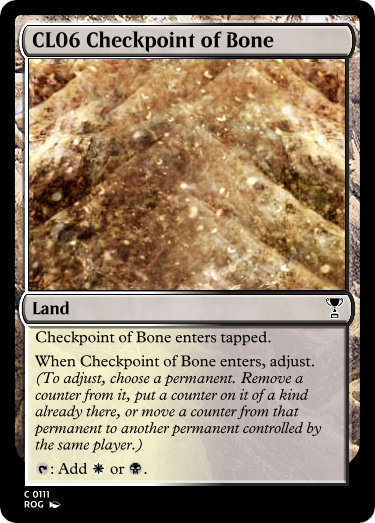 CL06 Checkpoint of Bone
Land
Checkpoint of Bone enters tapped.
When Checkpoint of Bone enters, adjust.
(To adjust, choose a permanent. Remove a
counter from it, put a counter on it of a kind
already there, or move a counter from that
permanent to another permanent controlled by
the same player.)
: Add or .
C 0111
ROG